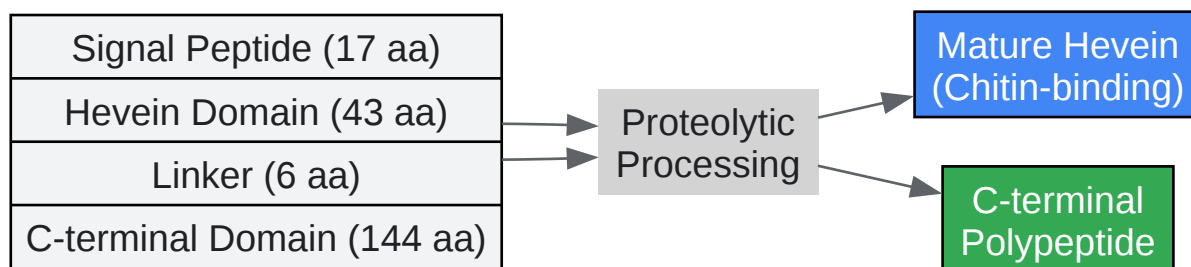 Signal Peptide (17 aa)
Hevein Domain (43 aa)
Linker (6 aa)
C-terminal Domain (144 aa)
Proteolytic
Processing
Mature Hevein
(Chitin-binding)
C-terminal
Polypeptide